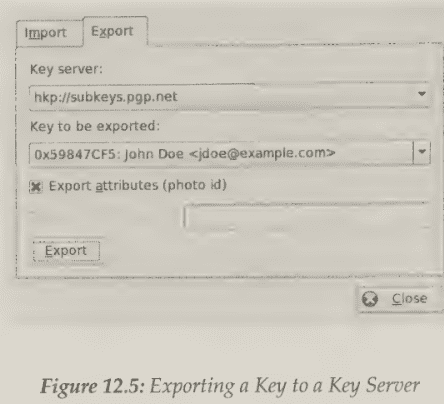 Import Export
Key server:
hkp://subkeys.pgp.net
Key to be exported:
0x59847CF5: John Doe <jdoe@example.com>
Export attributes (photo id)
Export
Close
Figure 12.5: Exporting a Key to a Key Server